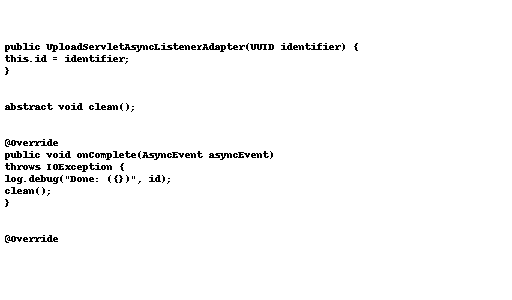 public UploadServletAsyncListenerAdapter(UUID identifier) {
this.id = identifier;
}
abstract void clean();
@Override
public void onComplete(AsyncEvent asyncEvent)
throws IOException {
log.debug("Done: ({})", id);
clean();
}
@Override